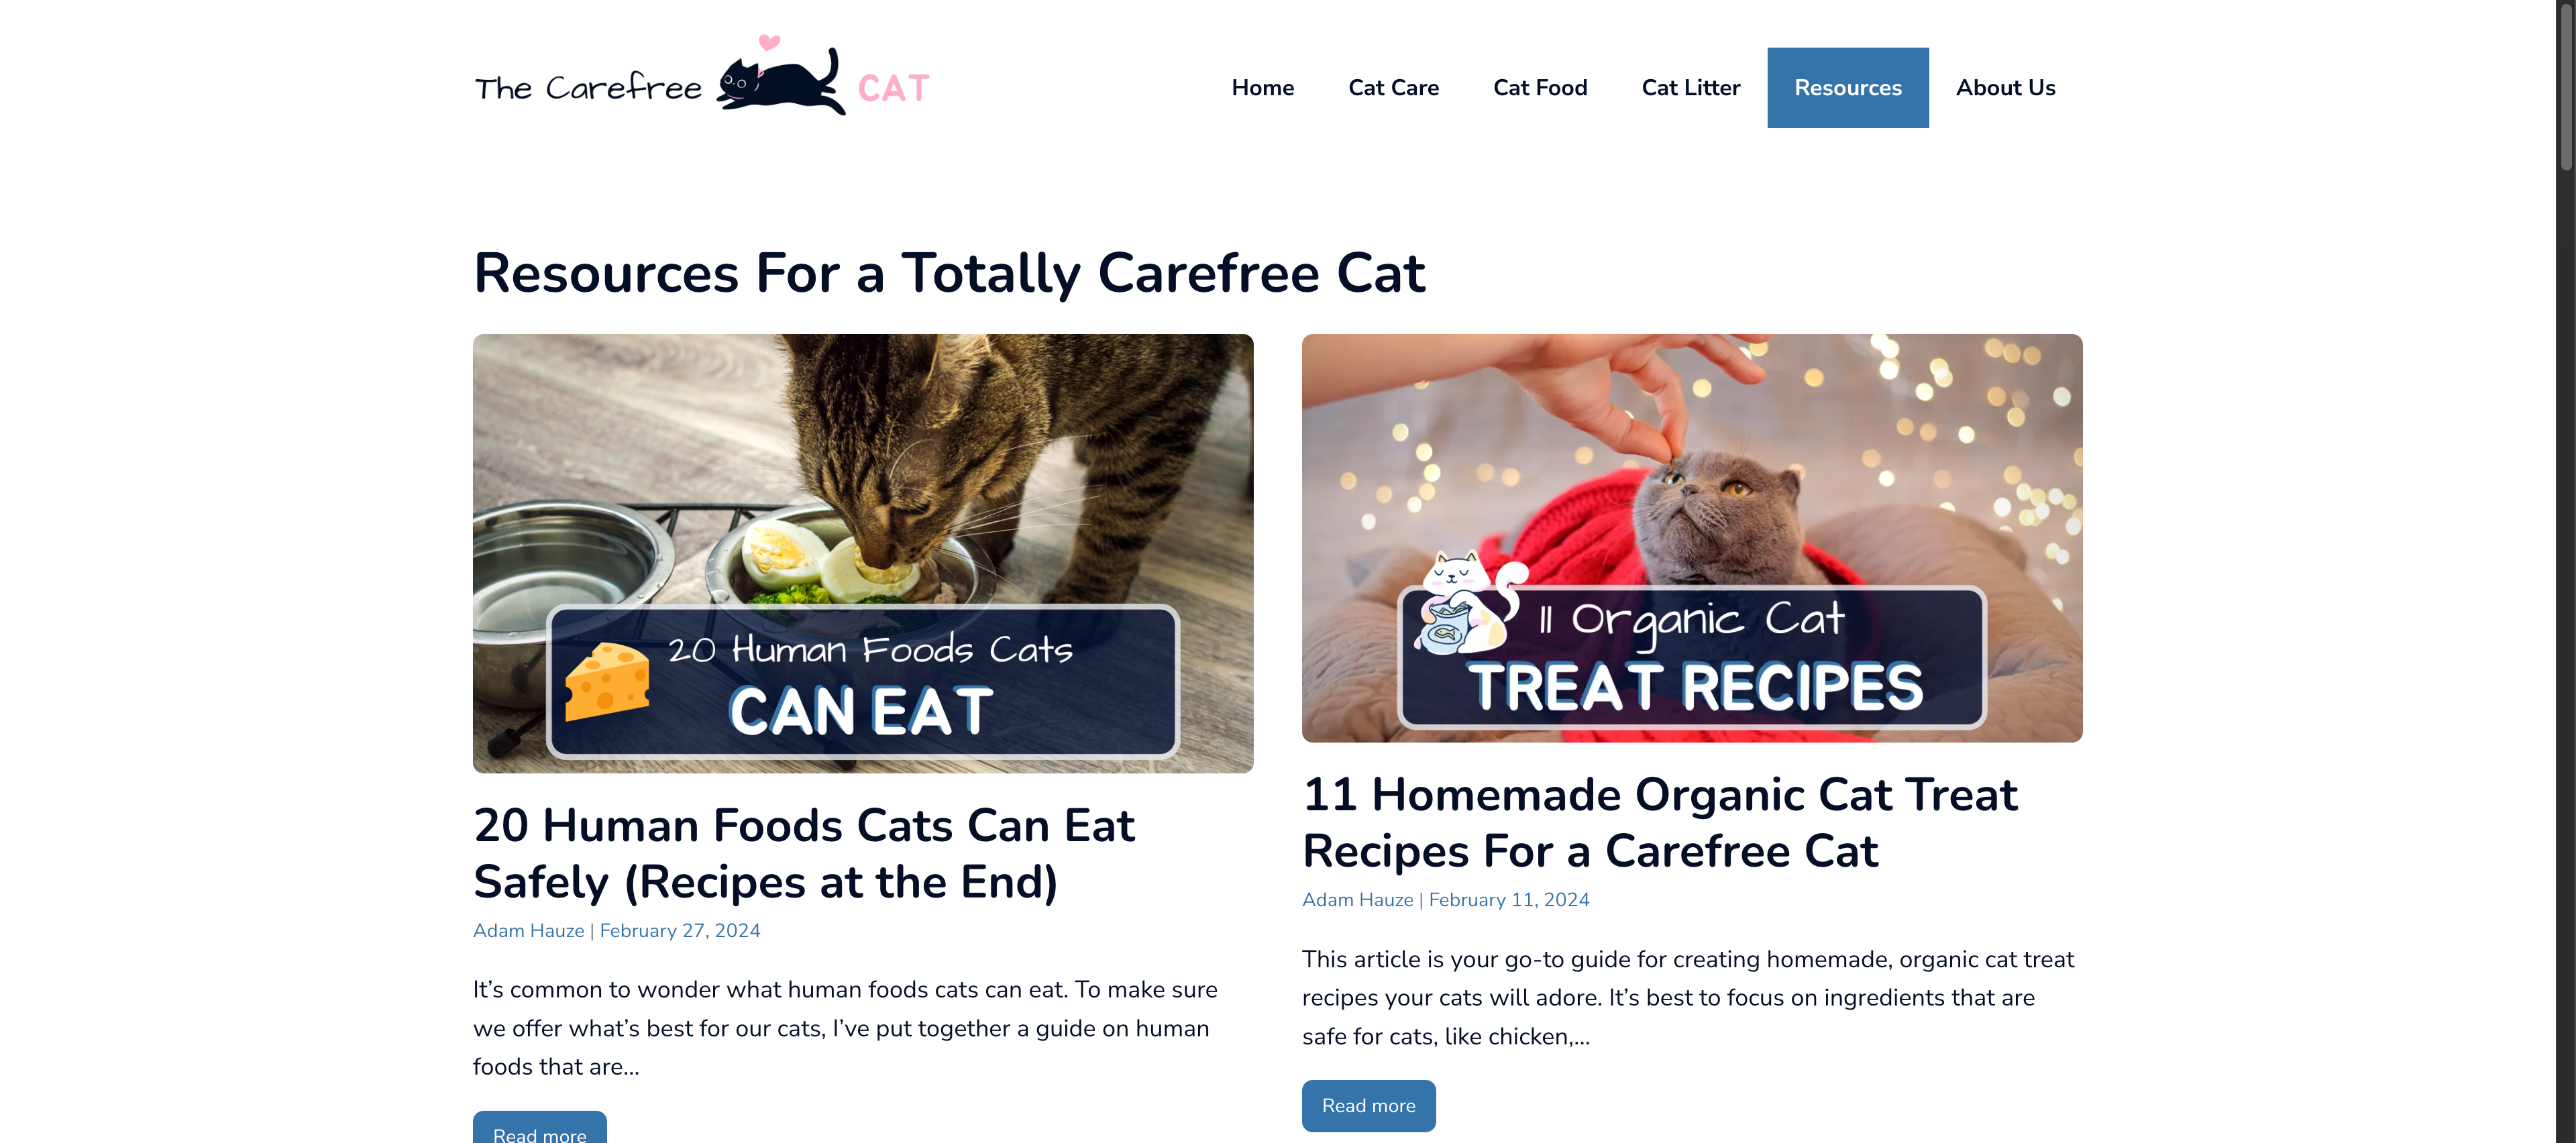 The Carefree CAT
Home Cat Care Cat Food Cat Litter Resources About Us
Resources For a Totally Carefree Cat
20 Human Foods Cats
CAN EAT
20 Human Foods Cats Can Eat
Safely (Recipes at the End)
Adam Hauze | February 27, 2024
It’s common to wonder what human foods cats can eat. To make sure
we offer what’s best for our cats, I’ve put together a guide on human
foods that are…
Read more
11 Organic Cat
TREAT RECIPES
11 Homemade Organic Cat Treat
Recipes For a Carefree Cat
Adam Hauze | February 11, 2024
This article is your go-to guide for creating homemade, organic cat treat
recipes your cats will adore. It’s best to focus on ingredients that are
safe for cats, like chicken,…
Read more